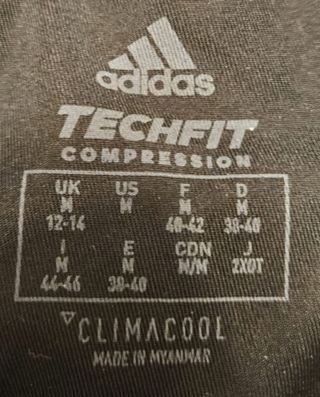 adidas
TECHFIT
COMPRESSION
UK US F D
M M M M
12-14 40-42 38-40
I E CDN J
M M M/M 2XOT
44-46 38-40
CLIMACOOL
MADE IN MYANMAR